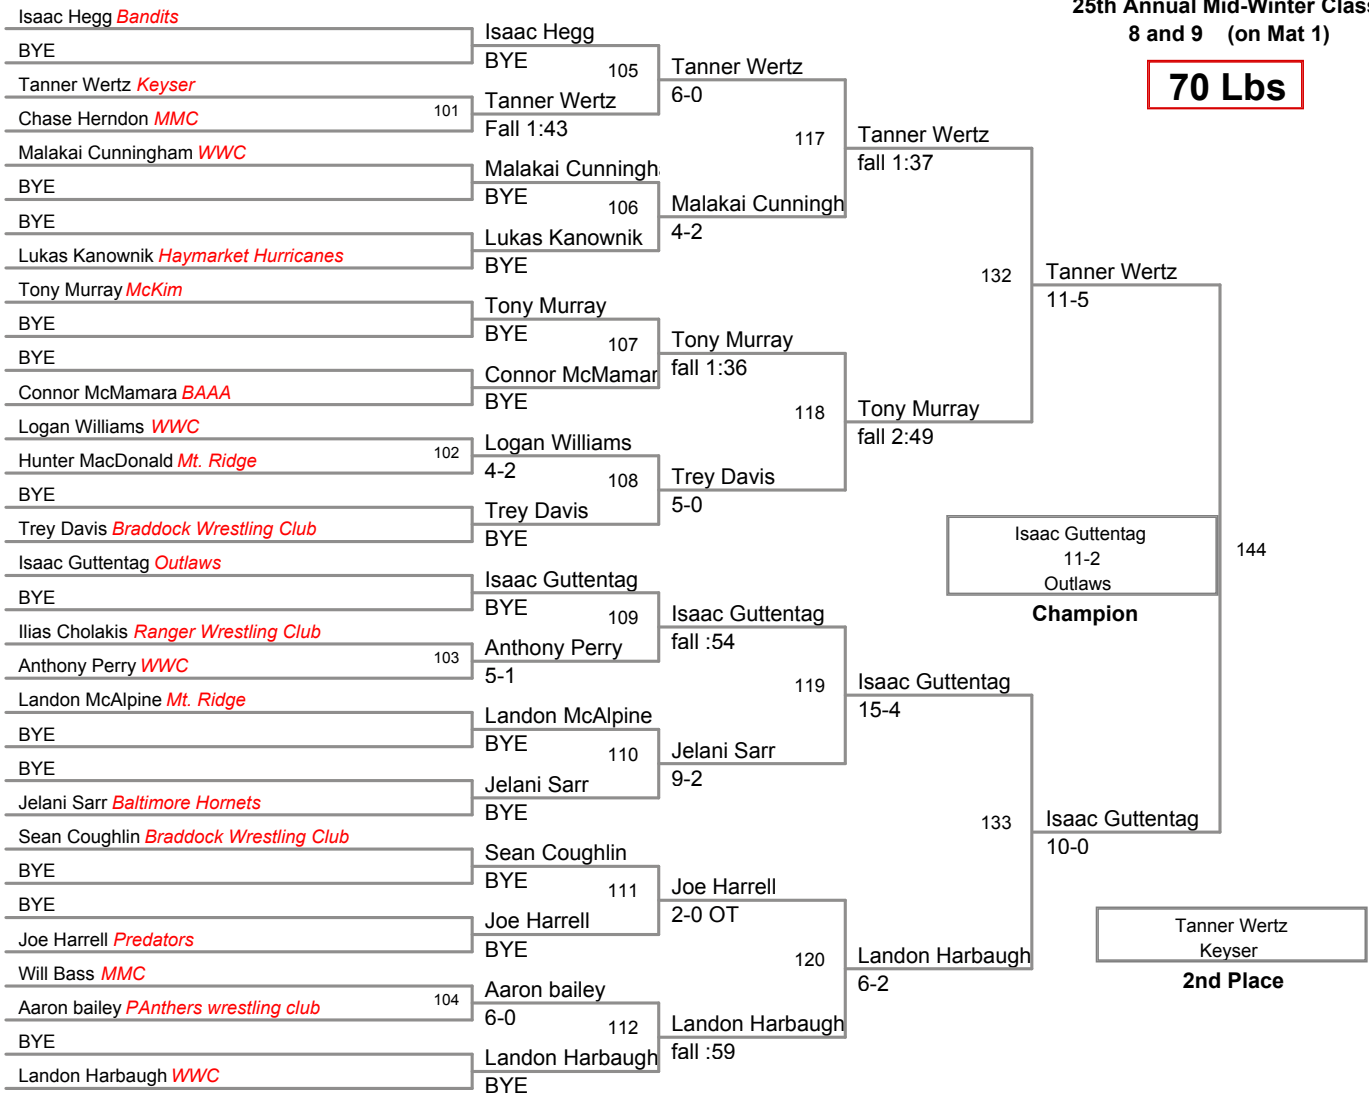 25th Annual Mid-Winter Clas
8 and 9 (on Mat 1)
70 Lbs
Isaac Hegg Bandits
BYE
Tanner Wertz Keyser
Chase Herndon MMC
Malakai Cunningham WWC
BYE
BYE
Lukas Kanownik Haymarket Hurricanes
Tony Murray McKim
BYE
BYE
Connor McMamara BAAA
Logan Williams WWC
Hunter MacDonald Mt. Ridge
BYE
Trey Davis Braddock Wrestling Club
Isaac Guttentag Outlaws
BYE
Ilias Cholakis Ranger Wrestling Club
Anthony Perry WWC
Landon McAlpine Mt. Ridge
BYE
BYE
Jelani Sarr Baltimore Hornets
Sean Coughlin Braddock Wrestling Club
BYE
BYE
Joe Harrell Predators
Will Bass MMC
Aaron bailey PAnthers wrestling club
BYE
Landon Harbaugh WWC
101
102
103
104
Isaac Hegg
BYE
Tanner Wertz
Fall 1:43
Malakai Cunningh
BYE
Lukas Kanownik
BYE
Tony Murray
BYE
Connor McMamar
BYE
Logan Williams
4-2
Trey Davis
BYE
Isaac Guttentag
BYE
Anthony Perry
5-1
Landon McAlpine
BYE
Jelani Sarr
BYE
Sean Coughlin
BYE
Joe Harrell
BYE
Aaron bailey
6-0
Landon Harbaugh
BYE
105
106
107
108
109
110
111
112
Tanner Wertz
6-0
Malakai Cunningh
4-2
Tony Murray
fall 1:36
Trey Davis
5-0
Isaac Guttentag
fall :54
Jelani Sarr
9-2
Joe Harrell
2-0 OT
Landon Harbaugh
fall :59
117
118
119
120
Tanner Wertz
fall 1:37
Tony Murray
fall 2:49
Isaac Guttentag
15-4
Landon Harbaugh
6-2
132
133
Tanner Wertz
11-5
Isaac Guttentag
10-0
144
Isaac Guttentag
11-2
Outlaws
Champion
Tanner Wertz
Keyser
2nd Place